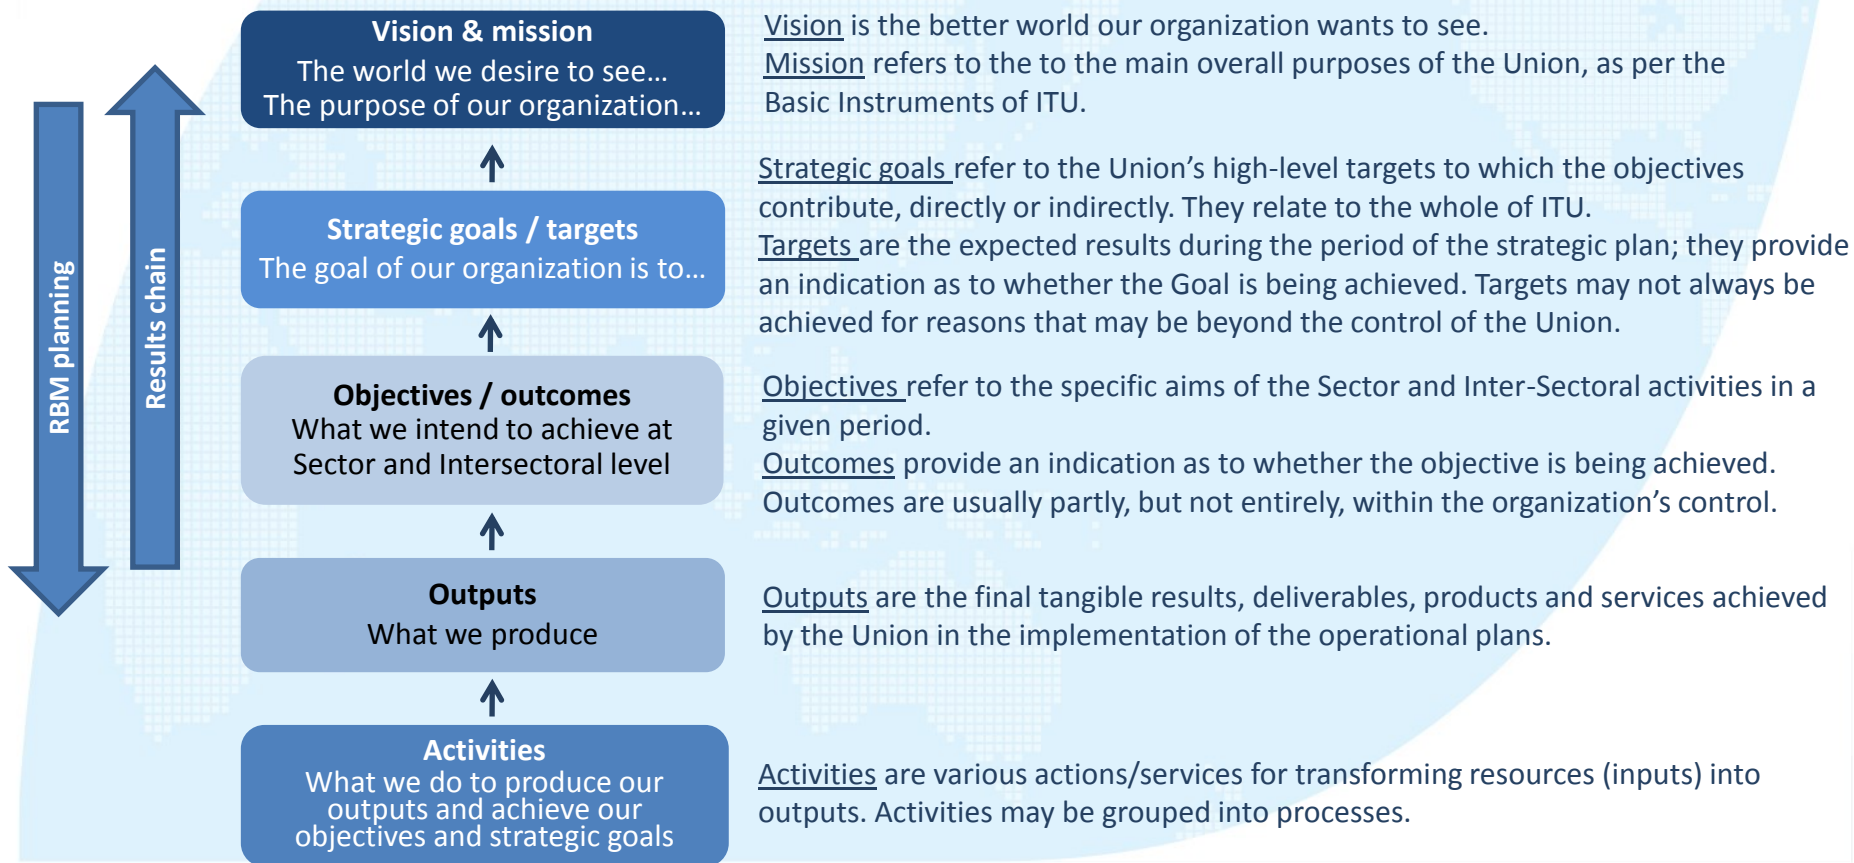 RBM planning
Results chain
Vision & mission
The world we desire to see...
The purpose of our organization...
Vision is the better world our organization wants to see.
Mission refers to the to the main overall purposes of the Union, as per the
Basic Instruments of ITU.
Strategic goals / targets
The goal of our organization is to...
Strategic goals refer to the Union’s high-level targets to which the objectives
contribute, directly or indirectly. They relate to the whole of ITU.
Targets are the expected results during the period of the strategic plan; they provide
an indication as to whether the Goal is being achieved. Targets may not always be
achieved for reasons that may be beyond the control of the Union.
Objectives / outcomes
What we intend to achieve at
Sector and Intersectoral level
Objectives refer to the specific aims of the Sector and Inter-Sectoral activities in a
given period.
Outcomes provide an indication as to whether the objective is being achieved.
Outcomes are usually partly, but not entirely, within the organization’s control.
Outputs
What we produce
Outputs are the final tangible results, deliverables, products and services achieved
by the Union in the implementation of the operational plans.
Activities
What we do to produce our
outputs and achieve our
objectives and strategic goals
Activities are various actions/services for transforming resources (inputs) into
outputs. Activities may be grouped into processes.